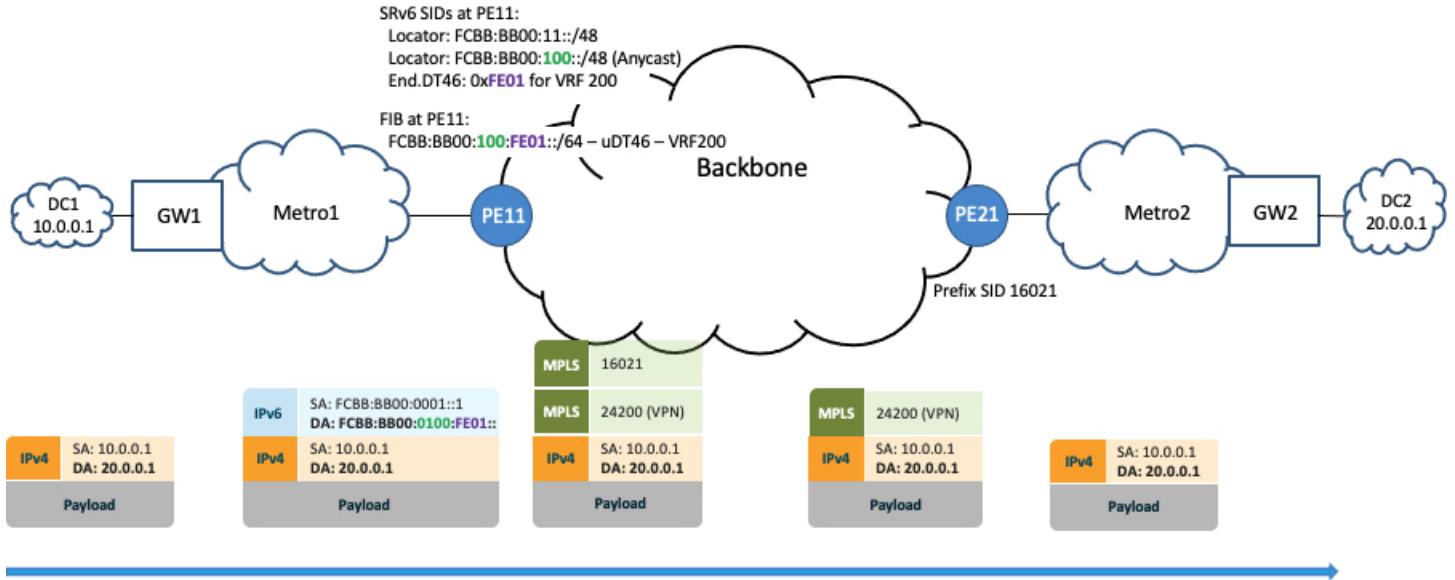 SRv6 SIDs at PE11:
Locator: FCBB:BB00:11::/48
Locator: FCBB:BB00:100::/48 (Anycast)
End.DT46: 0xFE01 for VRF 200
FIB at PE11:
FCBB:BB00:100:FE01::/64 – uDT46 – VRF200
Backbone
DC1
10.0.0.1
GW1
Metro1
PE11
PE21
Metro2
GW2
DC2
20.0.0.1
Prefix SID 16021
IPv4
SA: 10.0.0.1
DA: 20.0.0.1
Payload
IPv6
SA: FCBB:BB00:0001::1
DA: FCBB:BB00:0100:FE01::
IPv4
SA: 10.0.0.1
DA: 20.0.0.1
Payload
MPLS
16021
MPLS
24200 (VPN)
IPv4
SA: 10.0.0.1
DA: 20.0.0.1
Payload
MPLS
24200 (VPN)
IPv4
SA: 10.0.0.1
DA: 20.0.0.1
Payload
IPv4
SA: 10.0.0.1
DA: 20.0.0.1
Payload